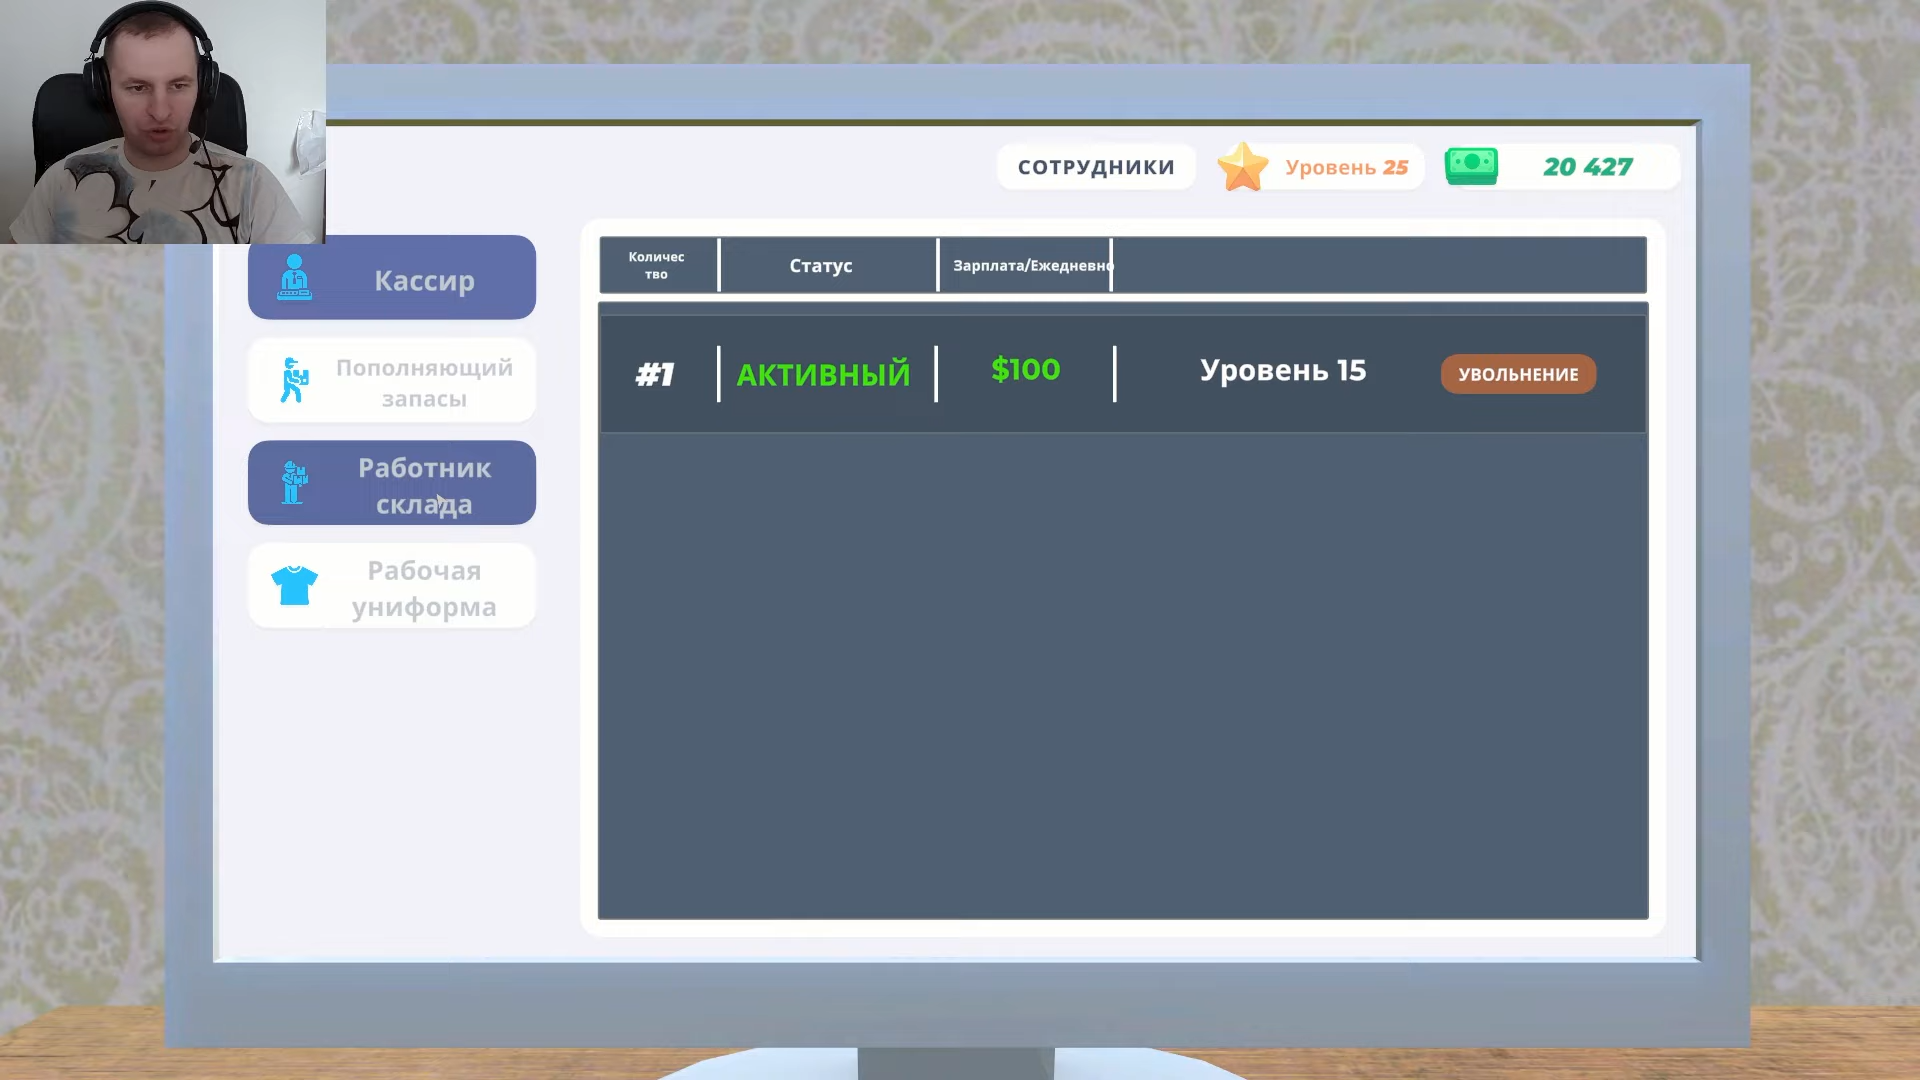 СОТРУДНИКИ
Уровень 25
20 427
Кассир
Пополняющий
запасы
Работник
склада
Рабочая
униформа
Количес
тво
Статус
Зарплата/Ежедневно
#1
АКТИВНЫЙ
$100
Уровень 15
УВОЛЬНЕНИЕ